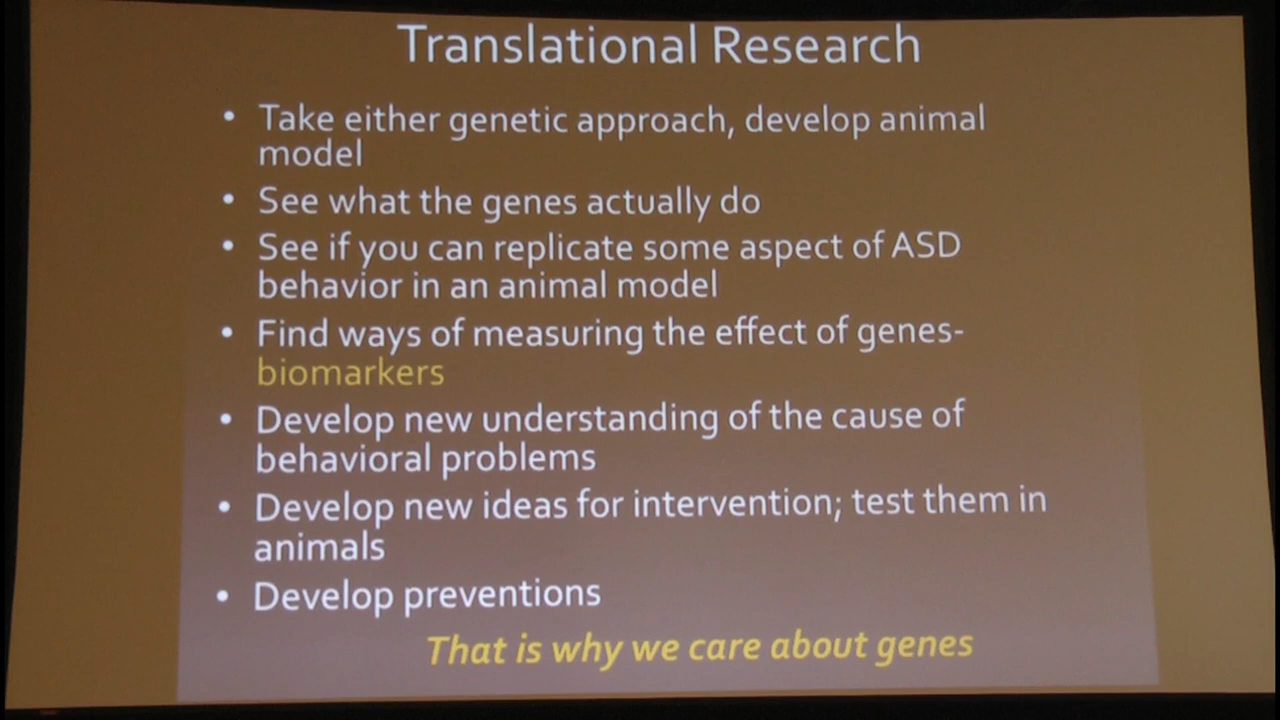 Translational Research
• Take either genetic approach, develop animal
model
• See what the genes actually do
• See if you can replicate some aspect of ASD
behavior in an animal model
• Find ways of measuring the effect of genes-
biomarkers
• Develop new understanding of the cause of
behavioral problems
• Develop new ideas for intervention; test them in
animals
• Develop preventions
That is why we care about genes